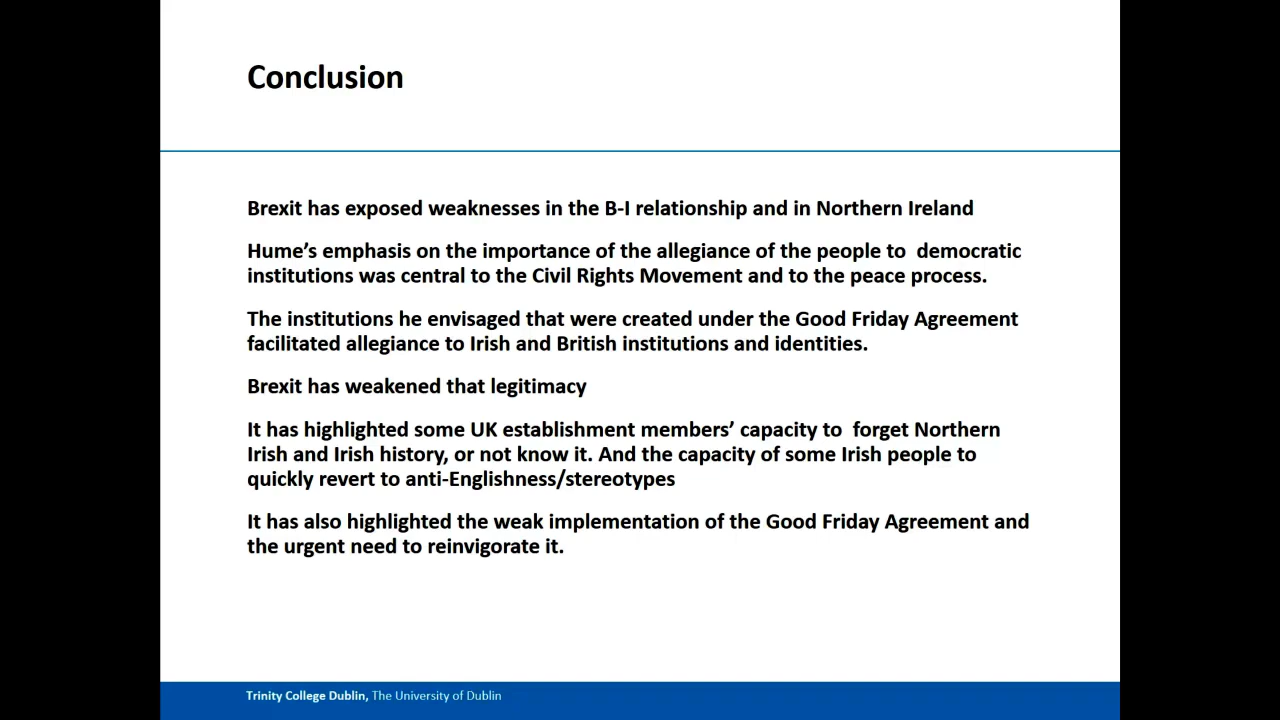 Conclusion
Brexit has exposed weaknesses in the B-I relationship and in Northern Ireland
Hume’s emphasis on the importance of the allegiance of the people to  democratic
institutions was central to the Civil Rights Movement and to the peace process.
The institutions he envisaged that were created under the Good Friday Agreement
facilitated allegiance to Irish and British institutions and identities.
Brexit has weakened that legitimacy
It has highlighted some UK establishment members’ capacity to  forget Northern
Irish and Irish history, or not know it. And the capacity of some Irish people to
quickly revert to anti-Englishness/stereotypes
It has also highlighted the weak implementation of the Good Friday Agreement and
the urgent need to reinvigorate it.
Trinity College Dublin, The University of Dublin